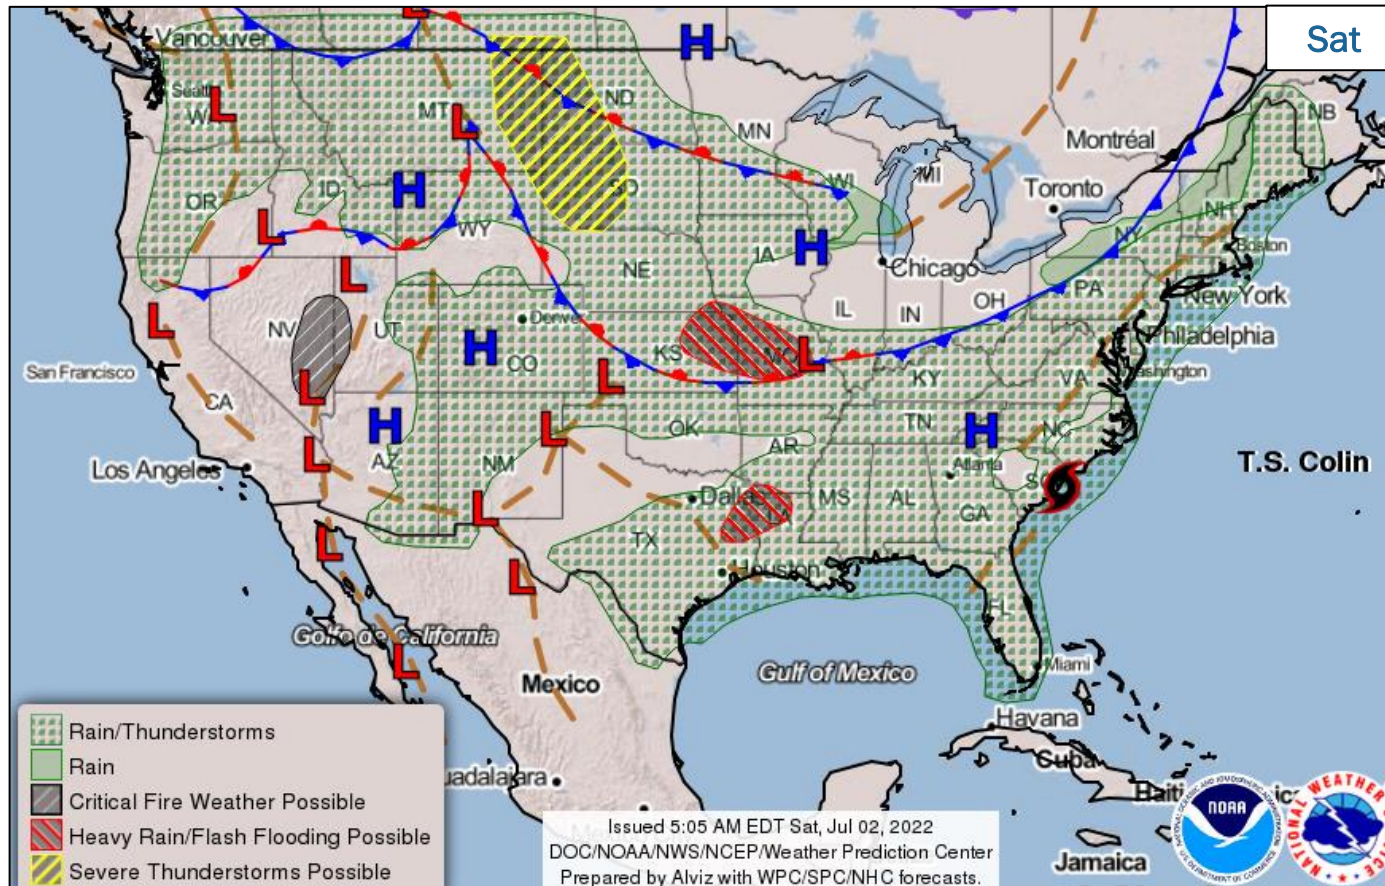 Sat
Vancouver
L
H
Seattl
WA
L
MT
L
ND
MN
Montréal
NB
OR
ID
H
SD
WI
MI
Toronto
NH
L
WY
H
NY
Boston
L
NE
IA
Chicago
PA
New York
L
NV
UT
Denve
IL
IN
OH
Philadelphia
H
CO
KS
MO
L
San Francisco
L
L
KY
VA
ashington
CA
H
L
OK
TN
H
NC
Los Angeles
L
AZ
NM
AR
Atlanta
T.S. Colin
L
Dallas
LA
MS
AL
GA
S
L
TX
Houston
L
FL
Golfo de California
L
Gulf of Mexico
Miami
Mexico
Havana
Cuba
Rain/Thunderstorms
Rain
Critical Fire Weather Possible
Heavy Rain/Flash Flooding Possible
Severe Thunderstorms Possible
uadalajara
Haiti
Jamaica
Issued 5:05 AM EDT Sat, Jul 02, 2022
DOC/NOAA/NWS/NCEP/Weather Prediction Center
Prepared by Alviz with WPC/SPC/NHC forecasts.
NOAA
NATIONAL WEATHER